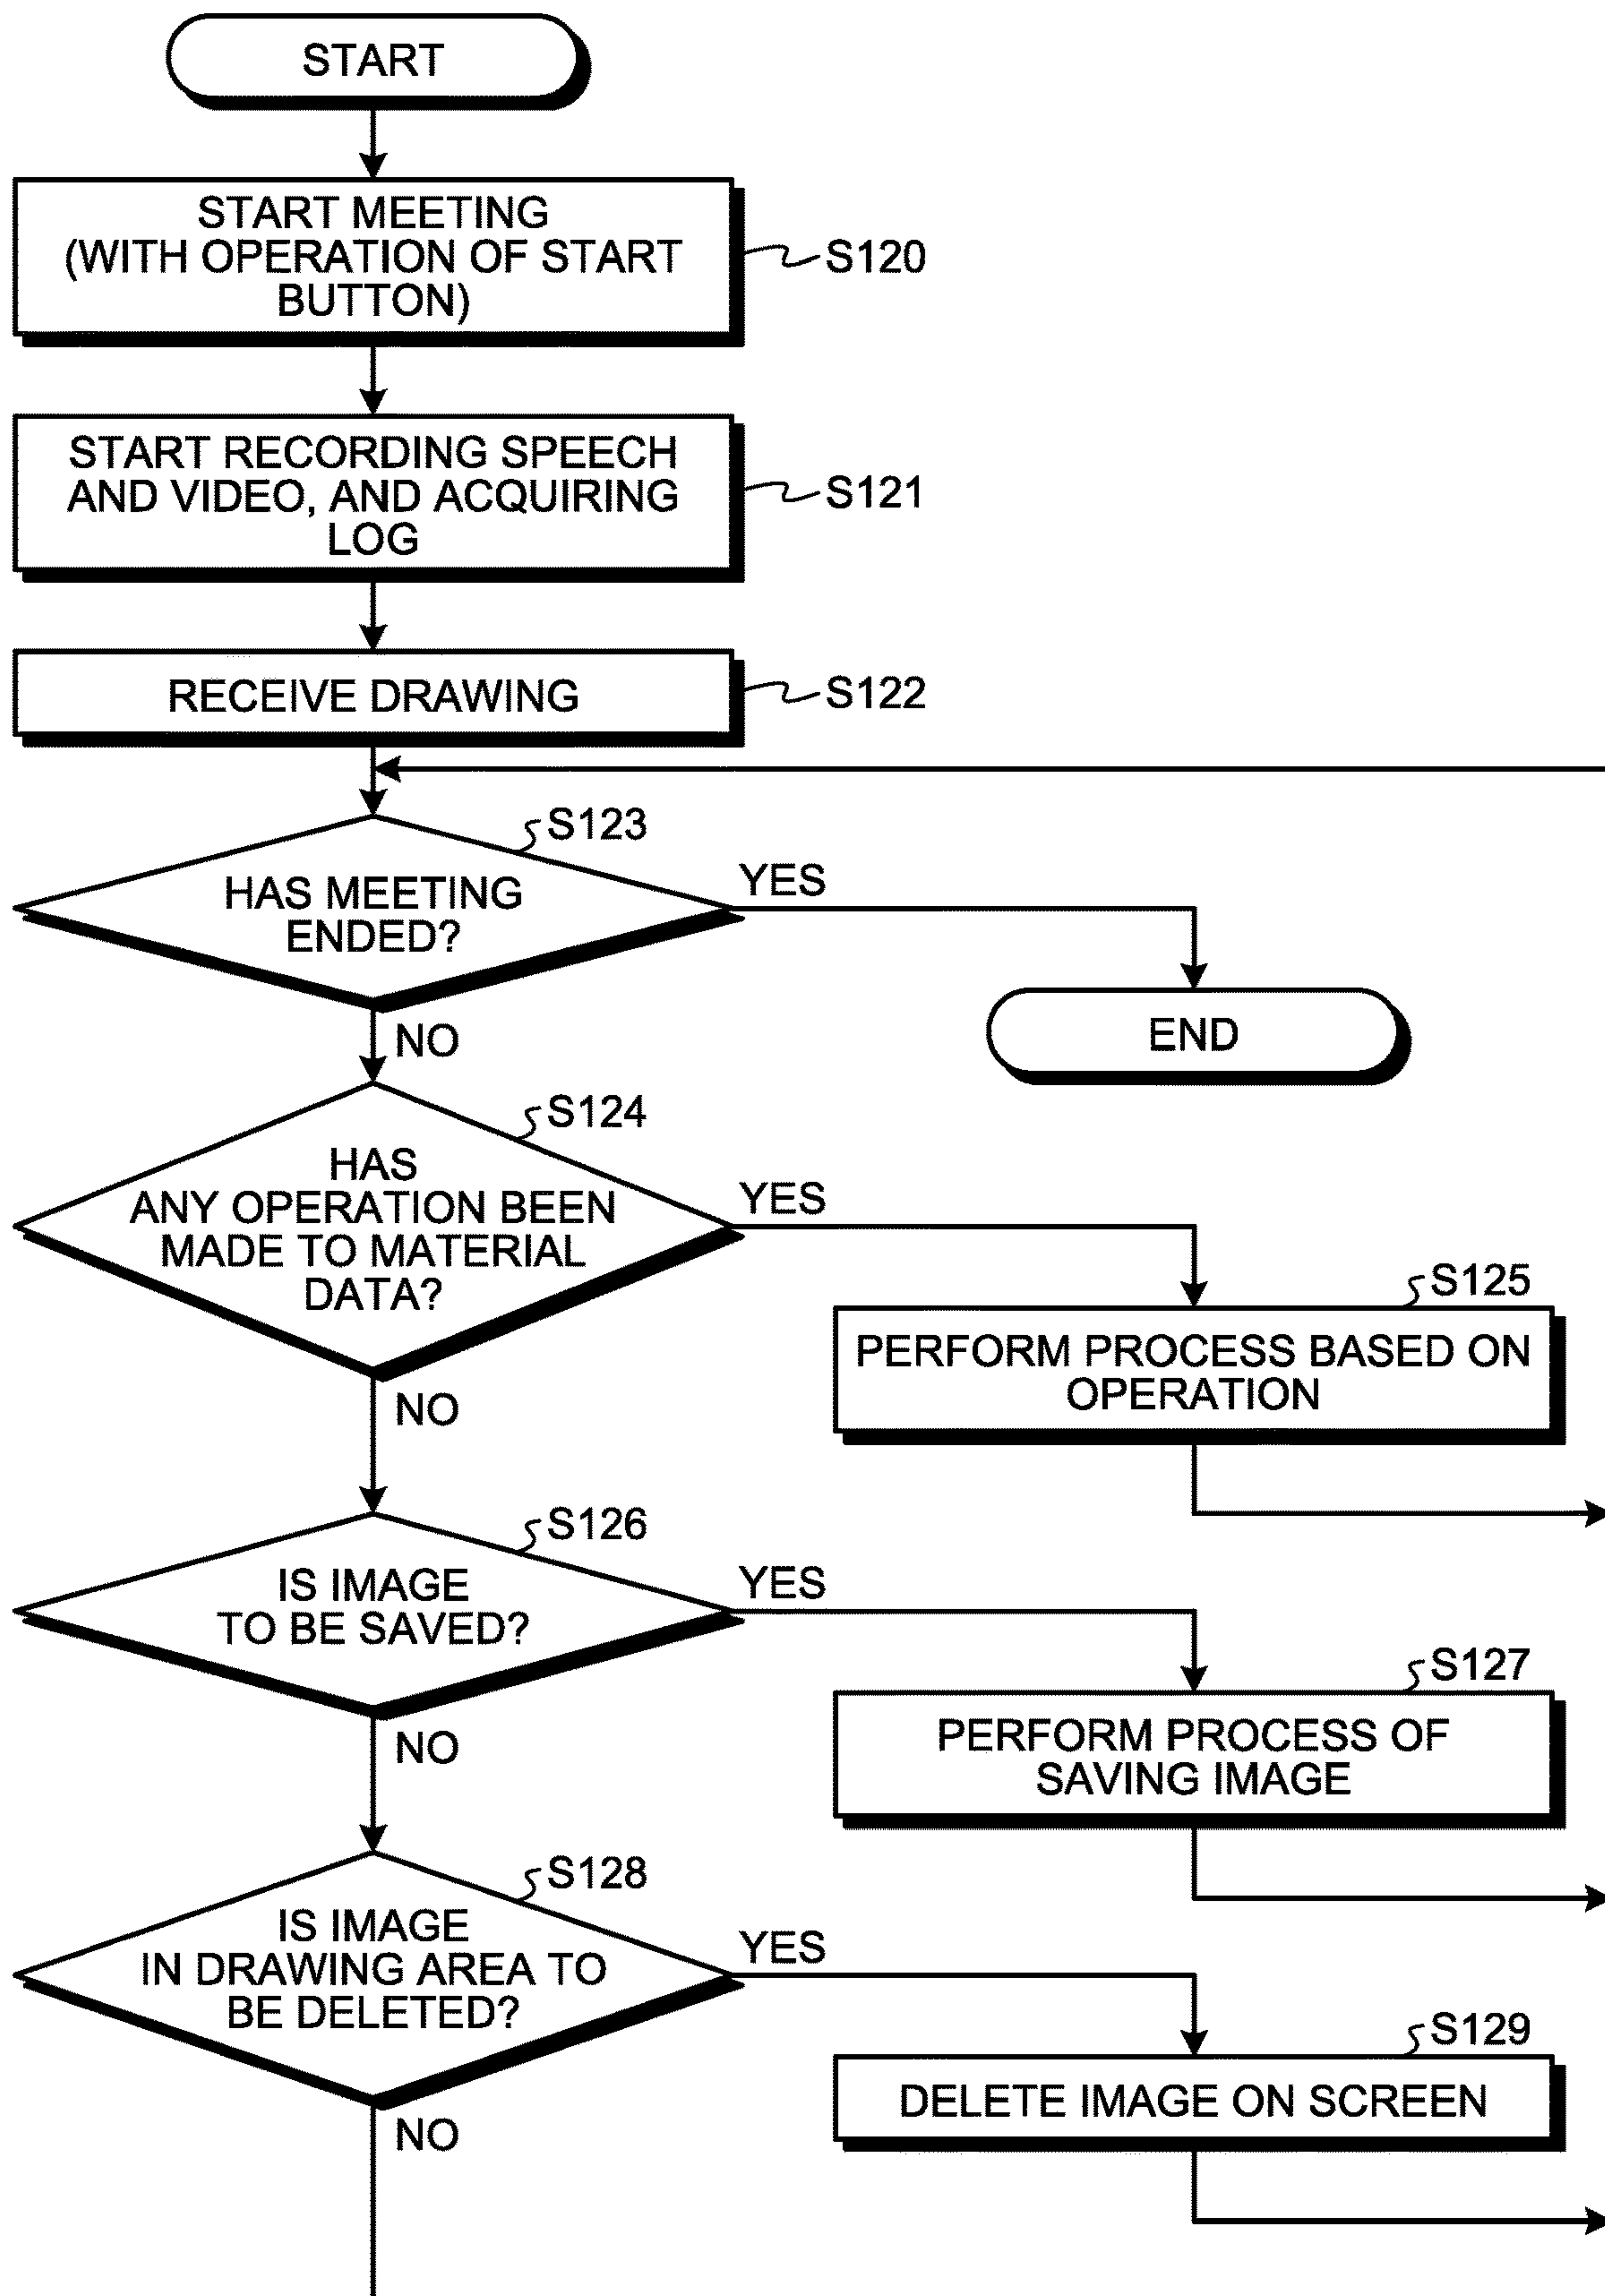 START
START MEETING
(WITH OPERATION OF START
BUTTON)
S120
START RECORDING SPEECH
AND VIDEO, AND ACQUIRING
LOG
S121
RECEIVE DRAWING
S122
S123
HAS MEETING
ENDED?
YES
END
NO
S124
HAS
ANY OPERATION BEEN
MADE TO MATERIAL
DATA?
YES
S125
PERFORM PROCESS BASED ON
OPERATION
NO
S126
IS IMAGE
TO BE SAVED?
YES
S127
PERFORM PROCESS OF
SAVING IMAGE
NO
S128
IS IMAGE
IN DRAWING AREA TO
BE DELETED?
YES
S129
DELETE IMAGE ON SCREEN
NO